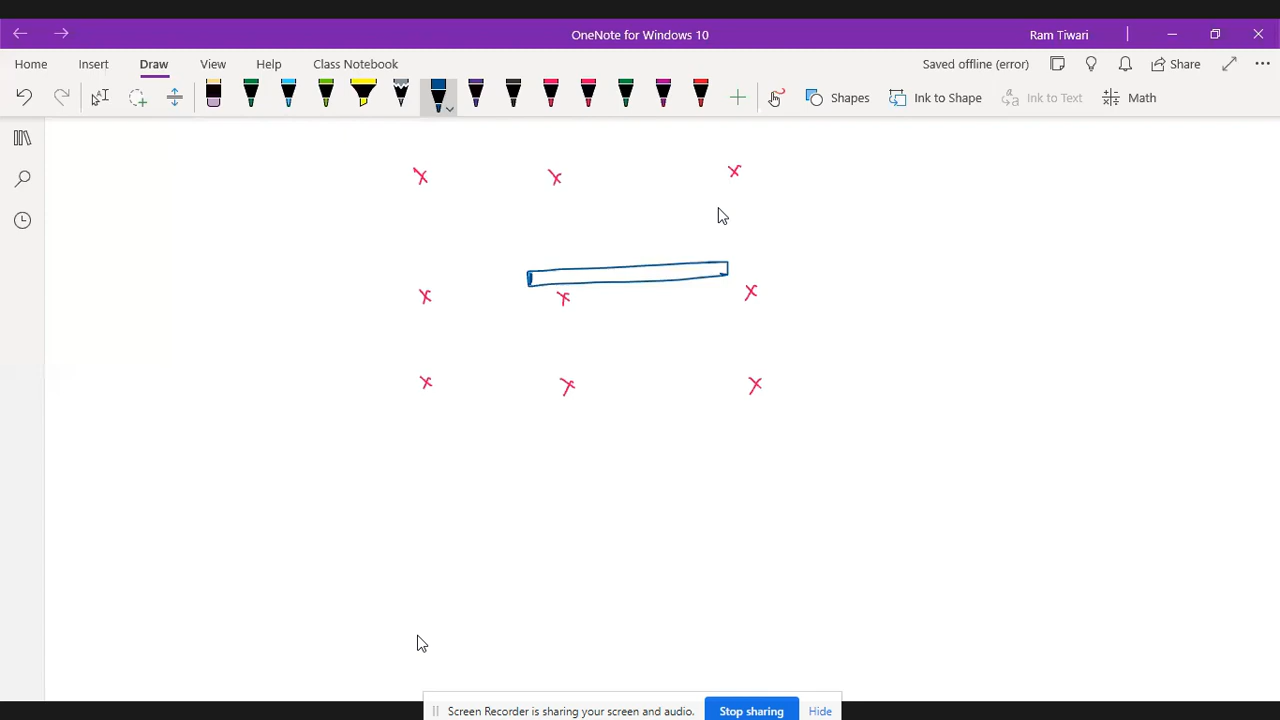 OneNote for Windows 10
Ram Tiwari
Home Insert Draw View Help Class Notebook
Saved offline (error)
Share
Shapes
Ink to Shape
Ink to Text
Math
x x x
x x x
x x x
Screen Recorder is sharing your screen and audio.
Stop sharing
Hide